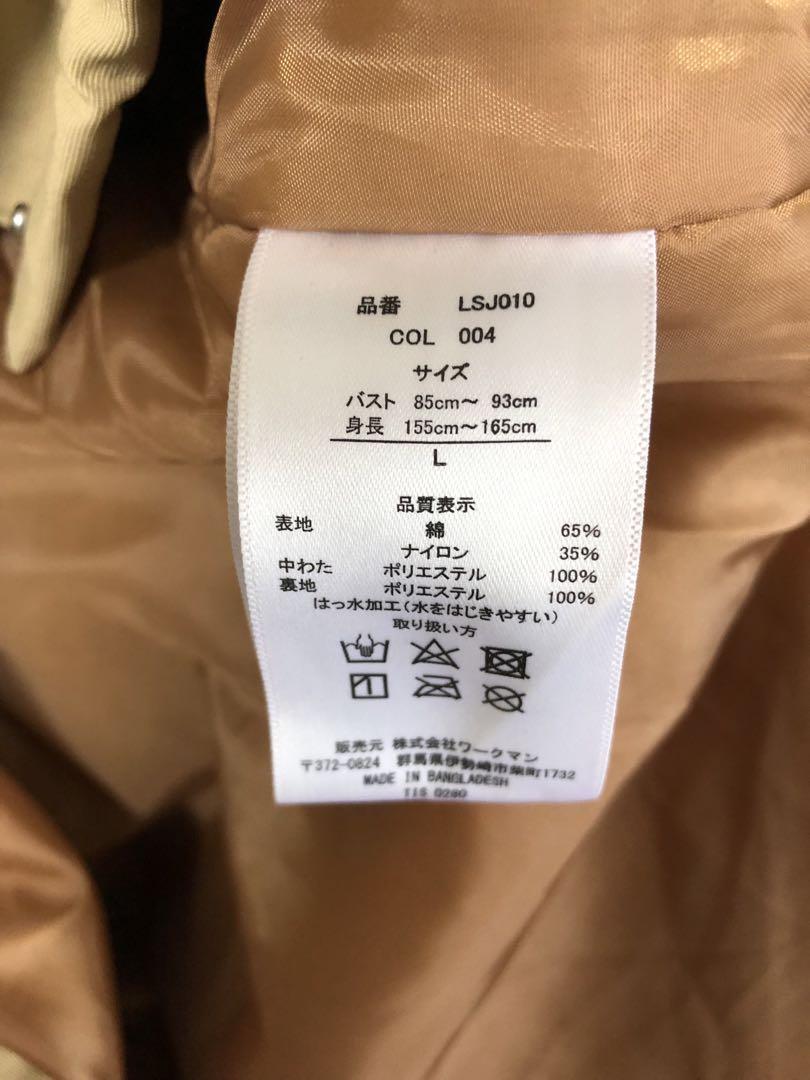 品番 LSJ010
COL 004
サイズ
バスト 85cm～ 93cm
身長 155cm～165cm
L
品質表示
表地 綿 65%
ナイロン 35%
中わた ポリエステル 100%
裏地 ポリエステル 100%
はっ水加工(水をはじきやすい)
取り扱い方
販売元 株式会社ワークマン
〒372-0824 群馬県伊勢崎市柴町1732
MADE IN BANGLADESH
TIS 0280